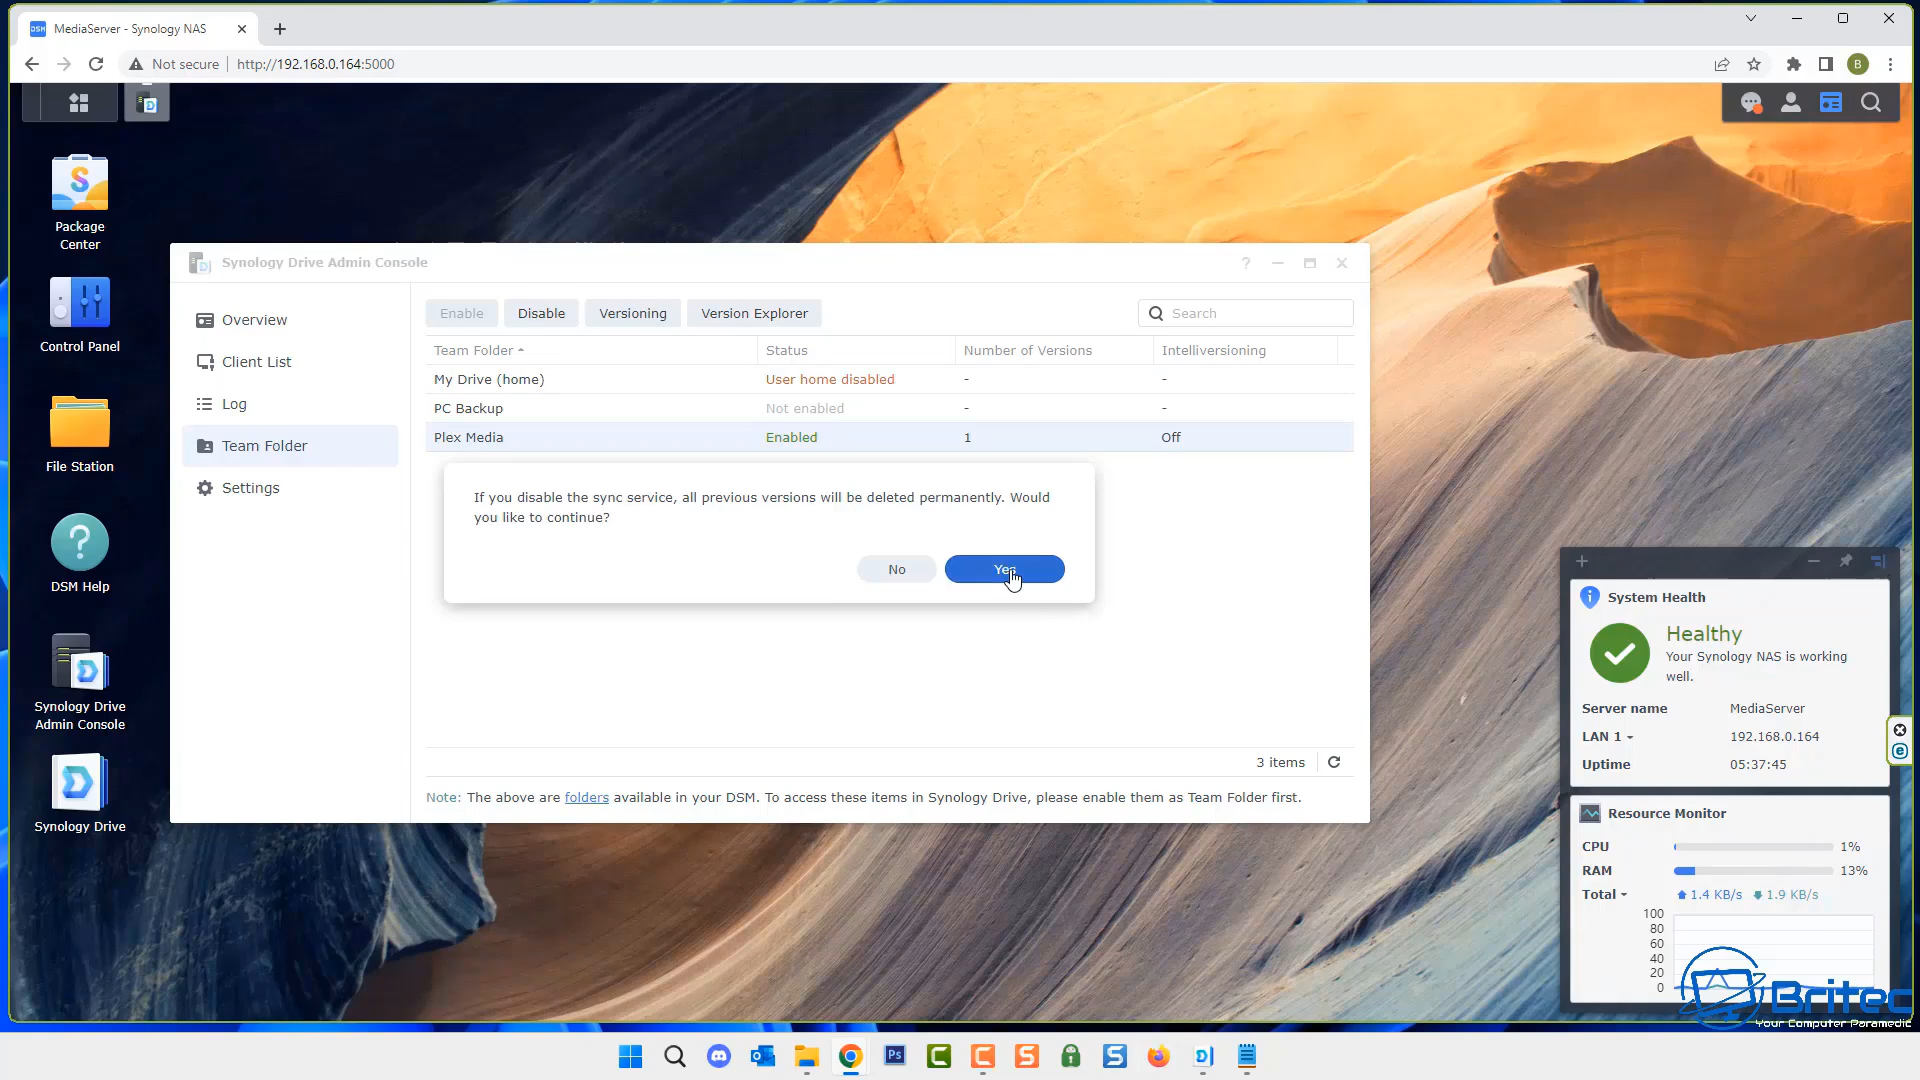 MediaServer - Synology NAS
Not secure
http://192.168.0.164:5000
B
Package
Center
Control Panel
File Station
DSM Help
Synology Drive
Admin Console
Synology Drive
Synology Drive Admin Console
Overview
Client List
Log
Team Folder
Settings
Enable
Disable
Versioning
Version Explorer
Search
Team Folder
Status
Number of Versions
Intelliversioning
My Drive (home)
User home disabled
-
-
PC Backup
Not enabled
-
-
Plex Media
Enabled
1
Off
If you disable the sync service, all previous versions will be deleted permanently. Would
you like to continue?
No
Yes
3 items
Note: The above are folders available in your DSM. To access these items in Synology Drive, please enable them as Team Folder first.
System Health
Healthy
Your Synology NAS is working
well.
Server name
MediaServer
LAN 1
192.168.0.164
Uptime
05:37:45
Resource Monitor
CPU
1%
RAM
13%
Total
1.4 KB/s
1.9 KB/s
100
80
60
40
20
0
Britec
Your Computer Paramedic